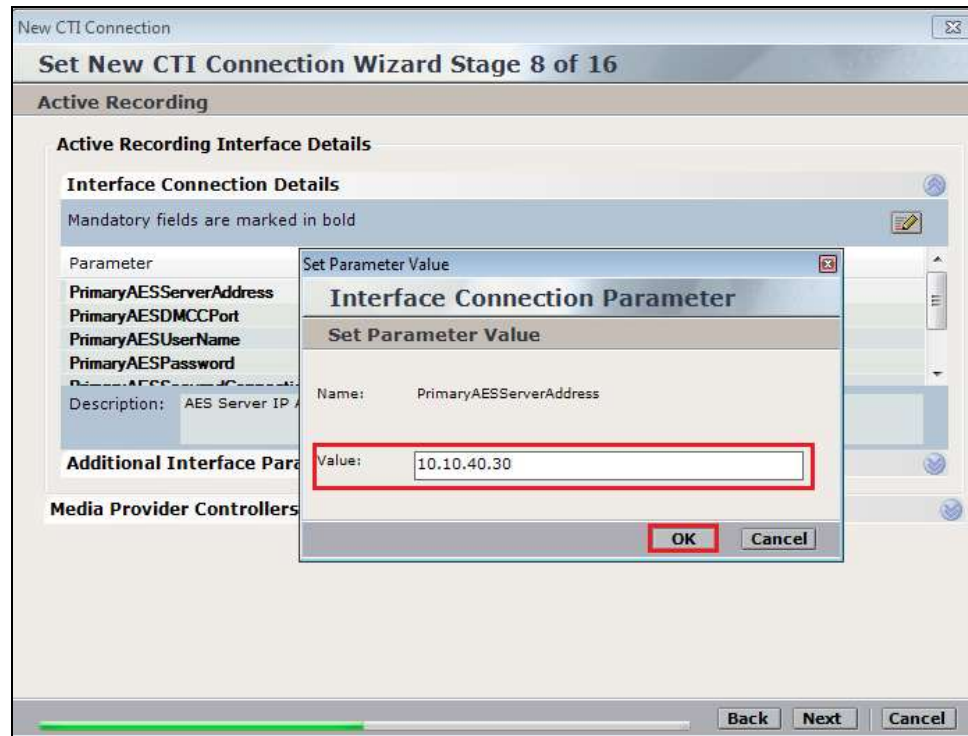 New CTI Connection
Set New CTI Connection Wizard Stage 8 of 16
Active Recording
Active Recording Interface Details
Interface Connection Details
Mandatory fields are marked in bold
Parameter
PrimaryAESServerAddress
PrimaryAESDMCCPort
PrimaryAESUserName
PrimaryAESPassword
Description: AES Server IP
Additional Interface
Media Provider Controllers
Set Parameter Value
Interface Connection Parameter
Set Parameter Value
Name: PrimaryAESServerAddress
Value: 10.10.40.30
OK Cancel
Back Next Cancel